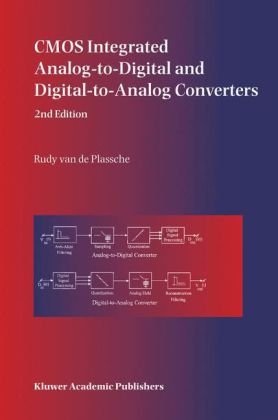 CMOS Integrated
Analog-to-Digital and
Digital-to-Analog Converters
2nd Edition
Rudy van de Plassche
Anti-Alias
Filtering
Sampling
Quantization
Digital
Signal
Processing
Analog-to-Digital Converter
Digital
Signal
Processing
Quantization
Analog Hold
Reconstruction
Filtering
Digital-to-Analog Converter
Kluwer Academic Publishers